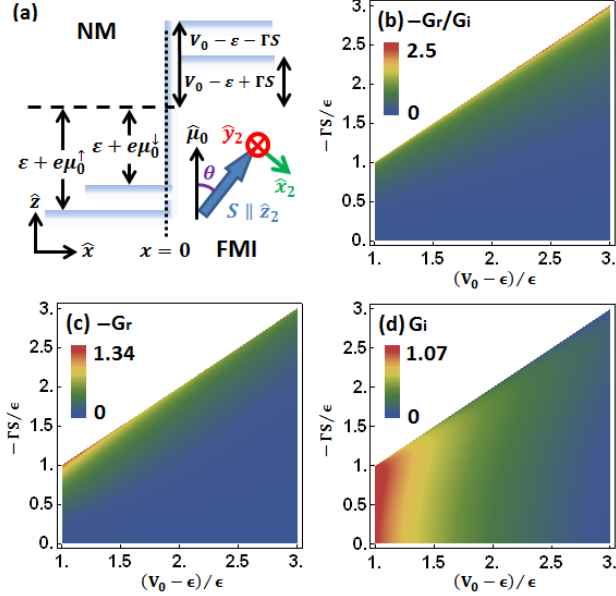 (a)
NM
V₀ − ε − ΓS
V₀ − ε + ΓS
ε + eμ₀↑
ε + eμ₀↓
μ̂₀
θ
ŷ₂
x̂₂
S ∥ ẑ₂
ẑ
x̂
x = 0
FMI
(b) −Gr/Gi
2.5
0
− ΓS/ϵ
3.
2.5
2.
1.5
1.
0.5
0.
1. 1.5 2. 2.5 3.
(V₀ − ϵ)/ϵ
(c) −Gr
1.34
0
− ΓS/ϵ
3.
2.5
2.
1.5
1.
0.5
0.
1. 1.5 2. 2.5 3.
(V₀ − ϵ)/ϵ
(d) Gi
1.07
0
− ΓS/ϵ
3.
2.5
2.
1.5
1.
0.5
0.
1. 1.5 2. 2.5 3.
(V₀ − ϵ)/ϵ